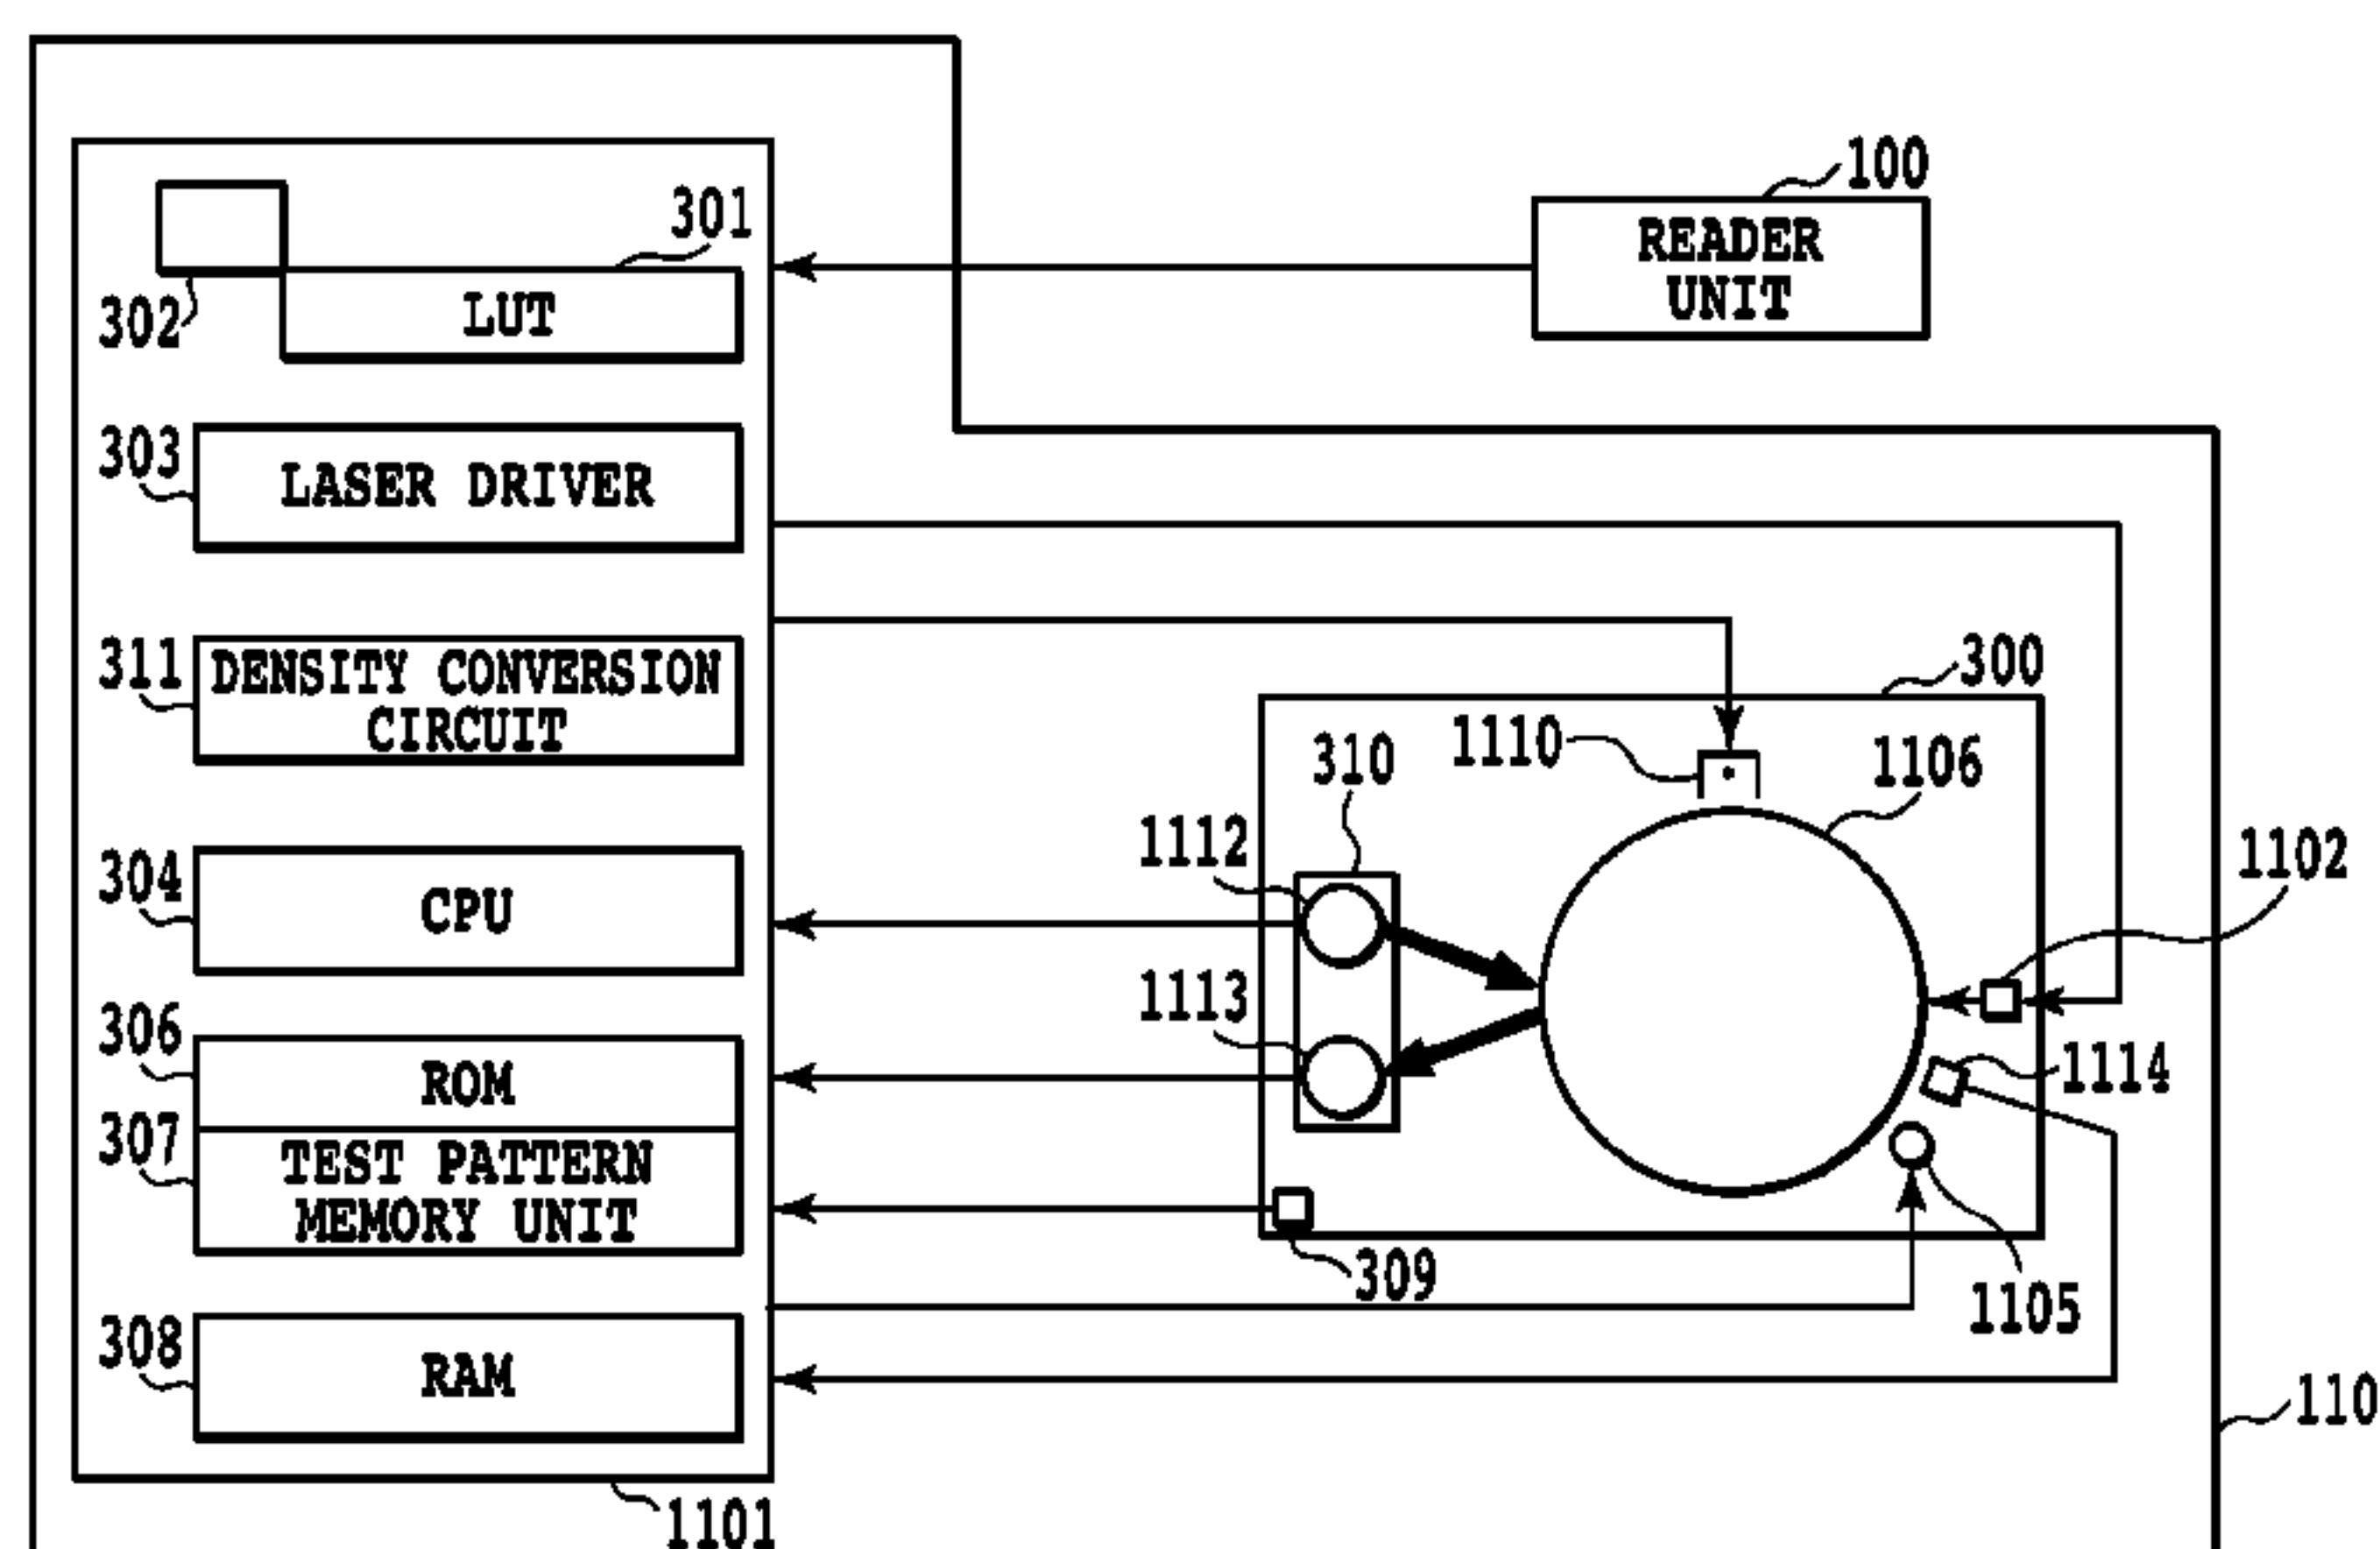 100
READER
UNIT
301
LUT
302
303
LASER DRIVER
311
DENSITY CONVERSION
CIRCUIT
300
1110
310
1106
1112
1102
304
CPU
1113
306
ROM
1114
307
TEST PATTERN
MEMORY UNIT
309
1105
308
RAM
110
1101